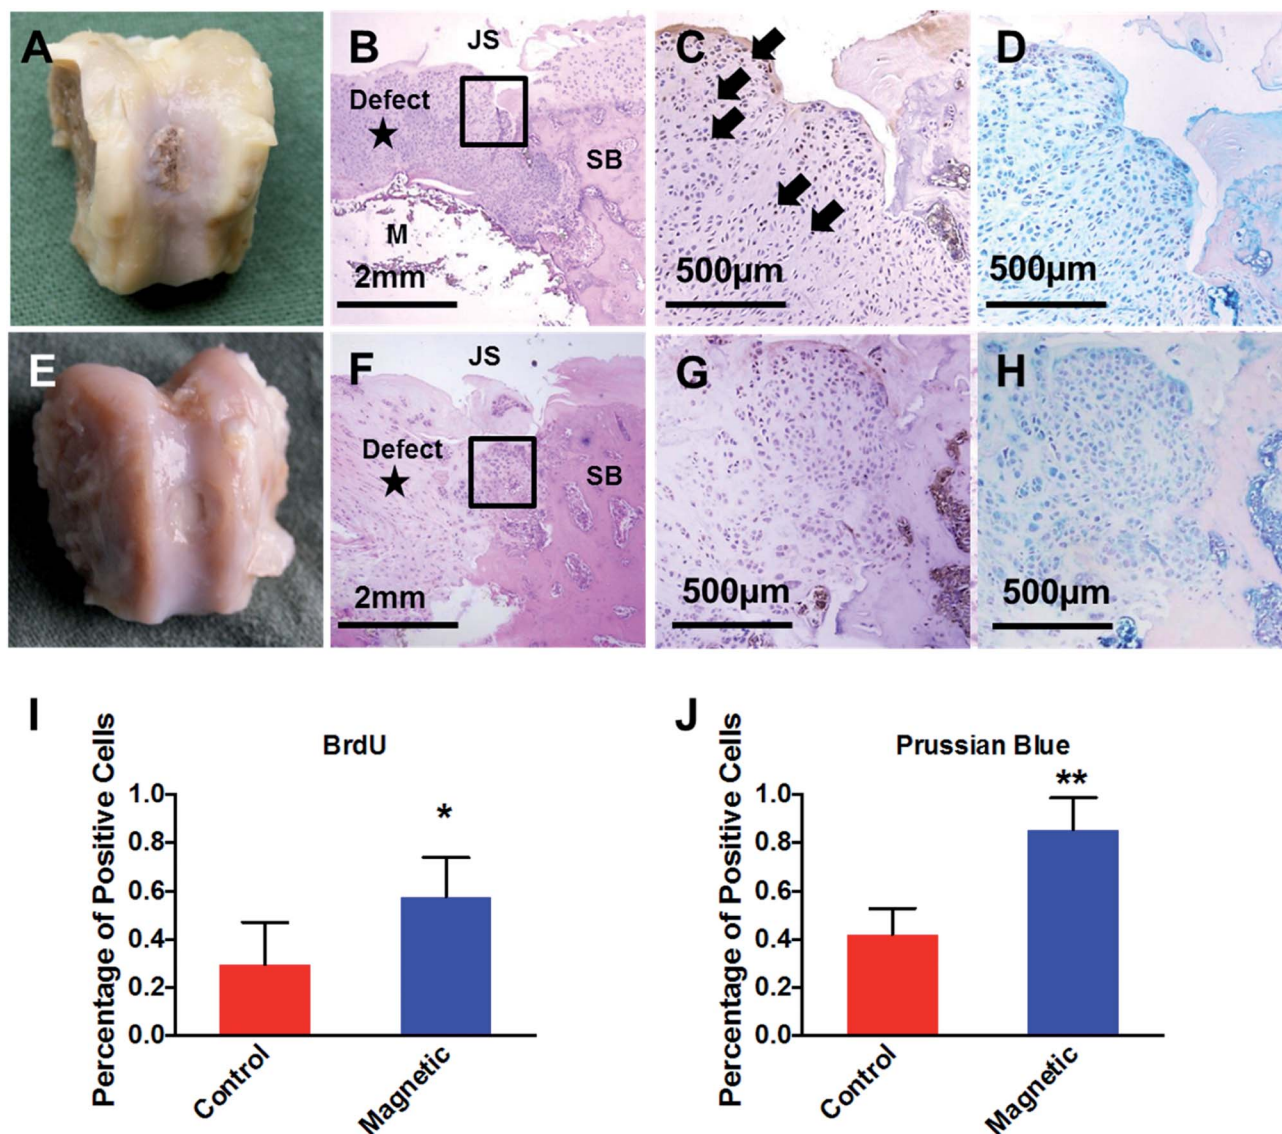 A
B
JS
Defect
SB
M
2mm
C
500µm
D
500µm
E
F
JS
Defect
SB
2mm
G
500µm
H
500µm
I
BrdU
Percentage of Positive Cells
1.0
0.8
0.6
0.4
0.2
0.0
*
Control
Magnetic
J
Prussian Blue
Percentage of Positive Cells
1.0
0.8
0.6
0.4
0.2
0.0
**
Control
Magnetic